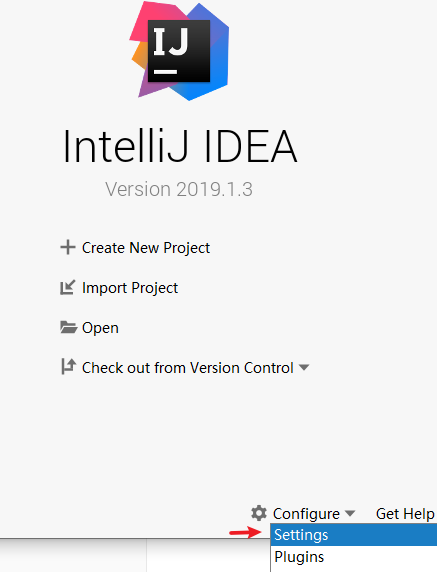 IJ
IntelliJ IDEA
Version 2019.1.3
Create New Project
Import Project
Open
Check out from Version Control
Configure Get Help
Settings
Plugins